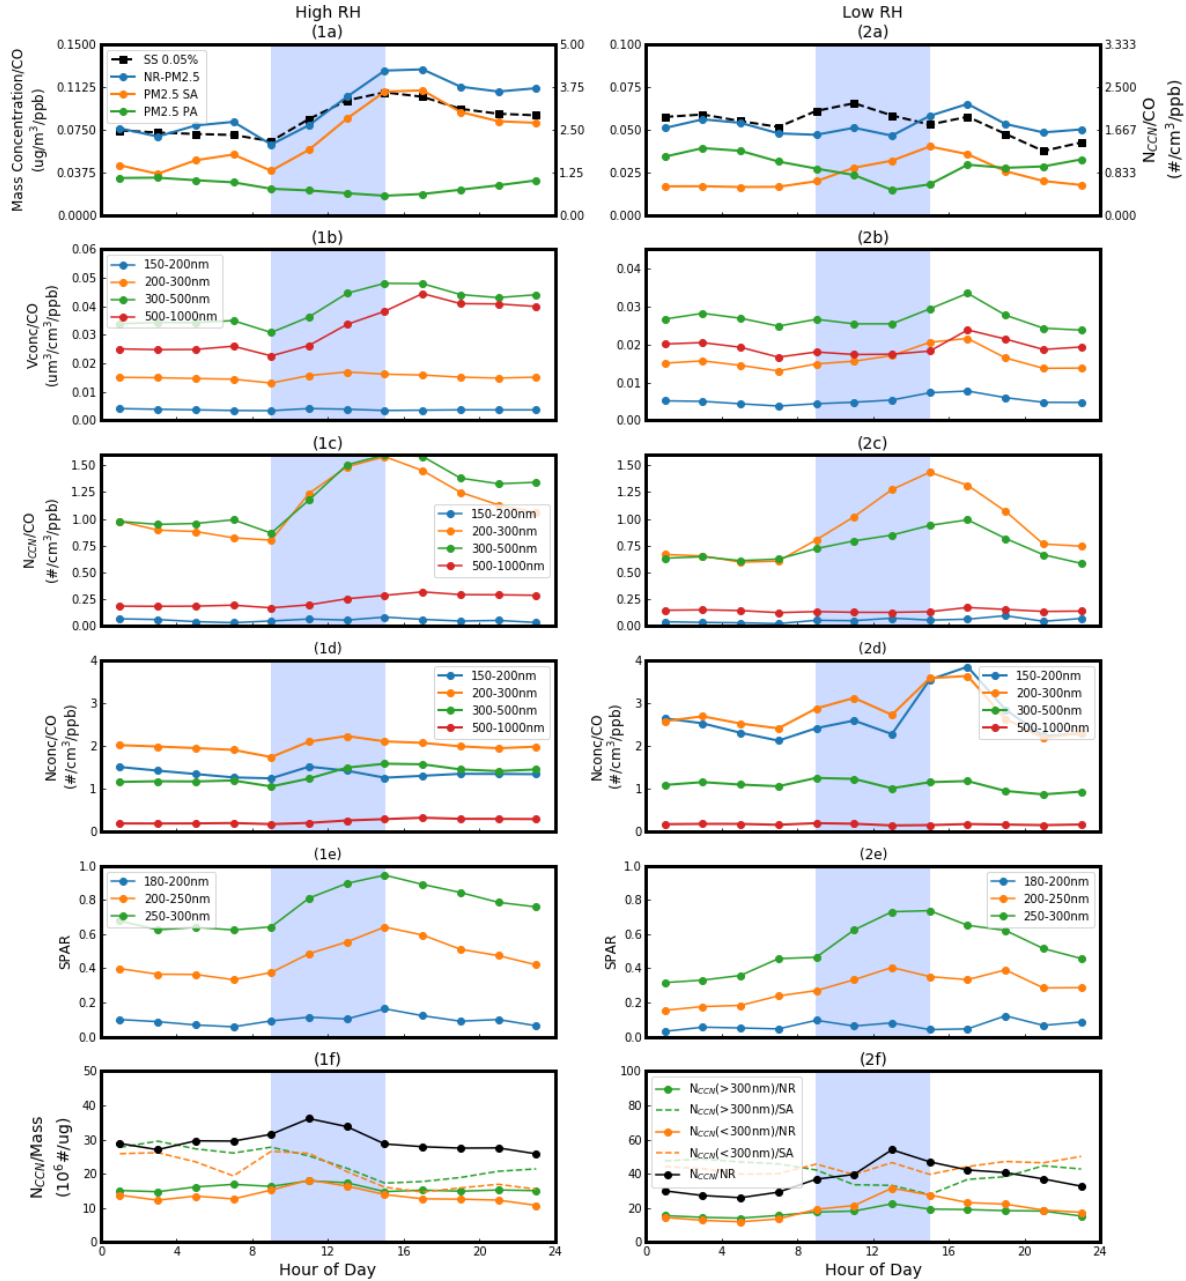 High RH
Low RH
(1a)
(2a)
Mass Concentration/CO
(ug/m³/ppb)
0.1500
0.1125
0.0750
0.0375
0.0000
SS 0.05%
NR-PM2.5
PM2.5 SA
PM2.5 PA
5.00
3.75
2.50
1.25
0.00
0.100
0.075
0.050
0.025
0.000
3.333
2.500
1.667
0.833
0.000
N_CCN/CO
(#/cm³/ppb)
(1b)
(2b)
Vconc/CO
(um³/cm³/ppb)
0.06
0.05
0.04
0.03
0.02
0.01
0.00
150-200nm
200-300nm
300-500nm
500-1000nm
0.04
0.03
0.02
0.01
0.00
(1c)
(2c)
N_CCN/CO
(#/cm³/ppb)
1.50
1.25
1.00
0.75
0.50
0.25
0.00
150-200nm
200-300nm
300-500nm
500-1000nm
N_CCN/CO
(#/cm³/ppb)
1.50
1.25
1.00
0.75
0.50
0.25
0.00
(1d)
(2d)
Nconc/CO
(#/cm³/ppb)
4
3
2
1
0
150-200nm
200-300nm
300-500nm
500-1000nm
Nconc/CO
(#/cm³/ppb)
4
3
2
1
0
150-200nm
200-300nm
300-500nm
500-1000nm
(1e)
(2e)
SPAR
1.0
0.8
0.6
0.4
0.2
0.0
180-200nm
200-250nm
250-300nm
SPAR
1.0
0.8
0.6
0.4
0.2
0.0
180-200nm
200-250nm
250-300nm
(1f)
(2f)
N_CCN/Mass
(10⁶#/ug)
50
40
30
20
10
0
100
80
60
40
20
0
N_CCN(>300nm)/NR
N_CCN(>300nm)/SA
N_CCN(<300nm)/NR
N_CCN(<300nm)/SA
N_CCN/NR
0 4 8 12 16 20 24
0 4 8 12 16 20 24
Hour of Day
Hour of Day